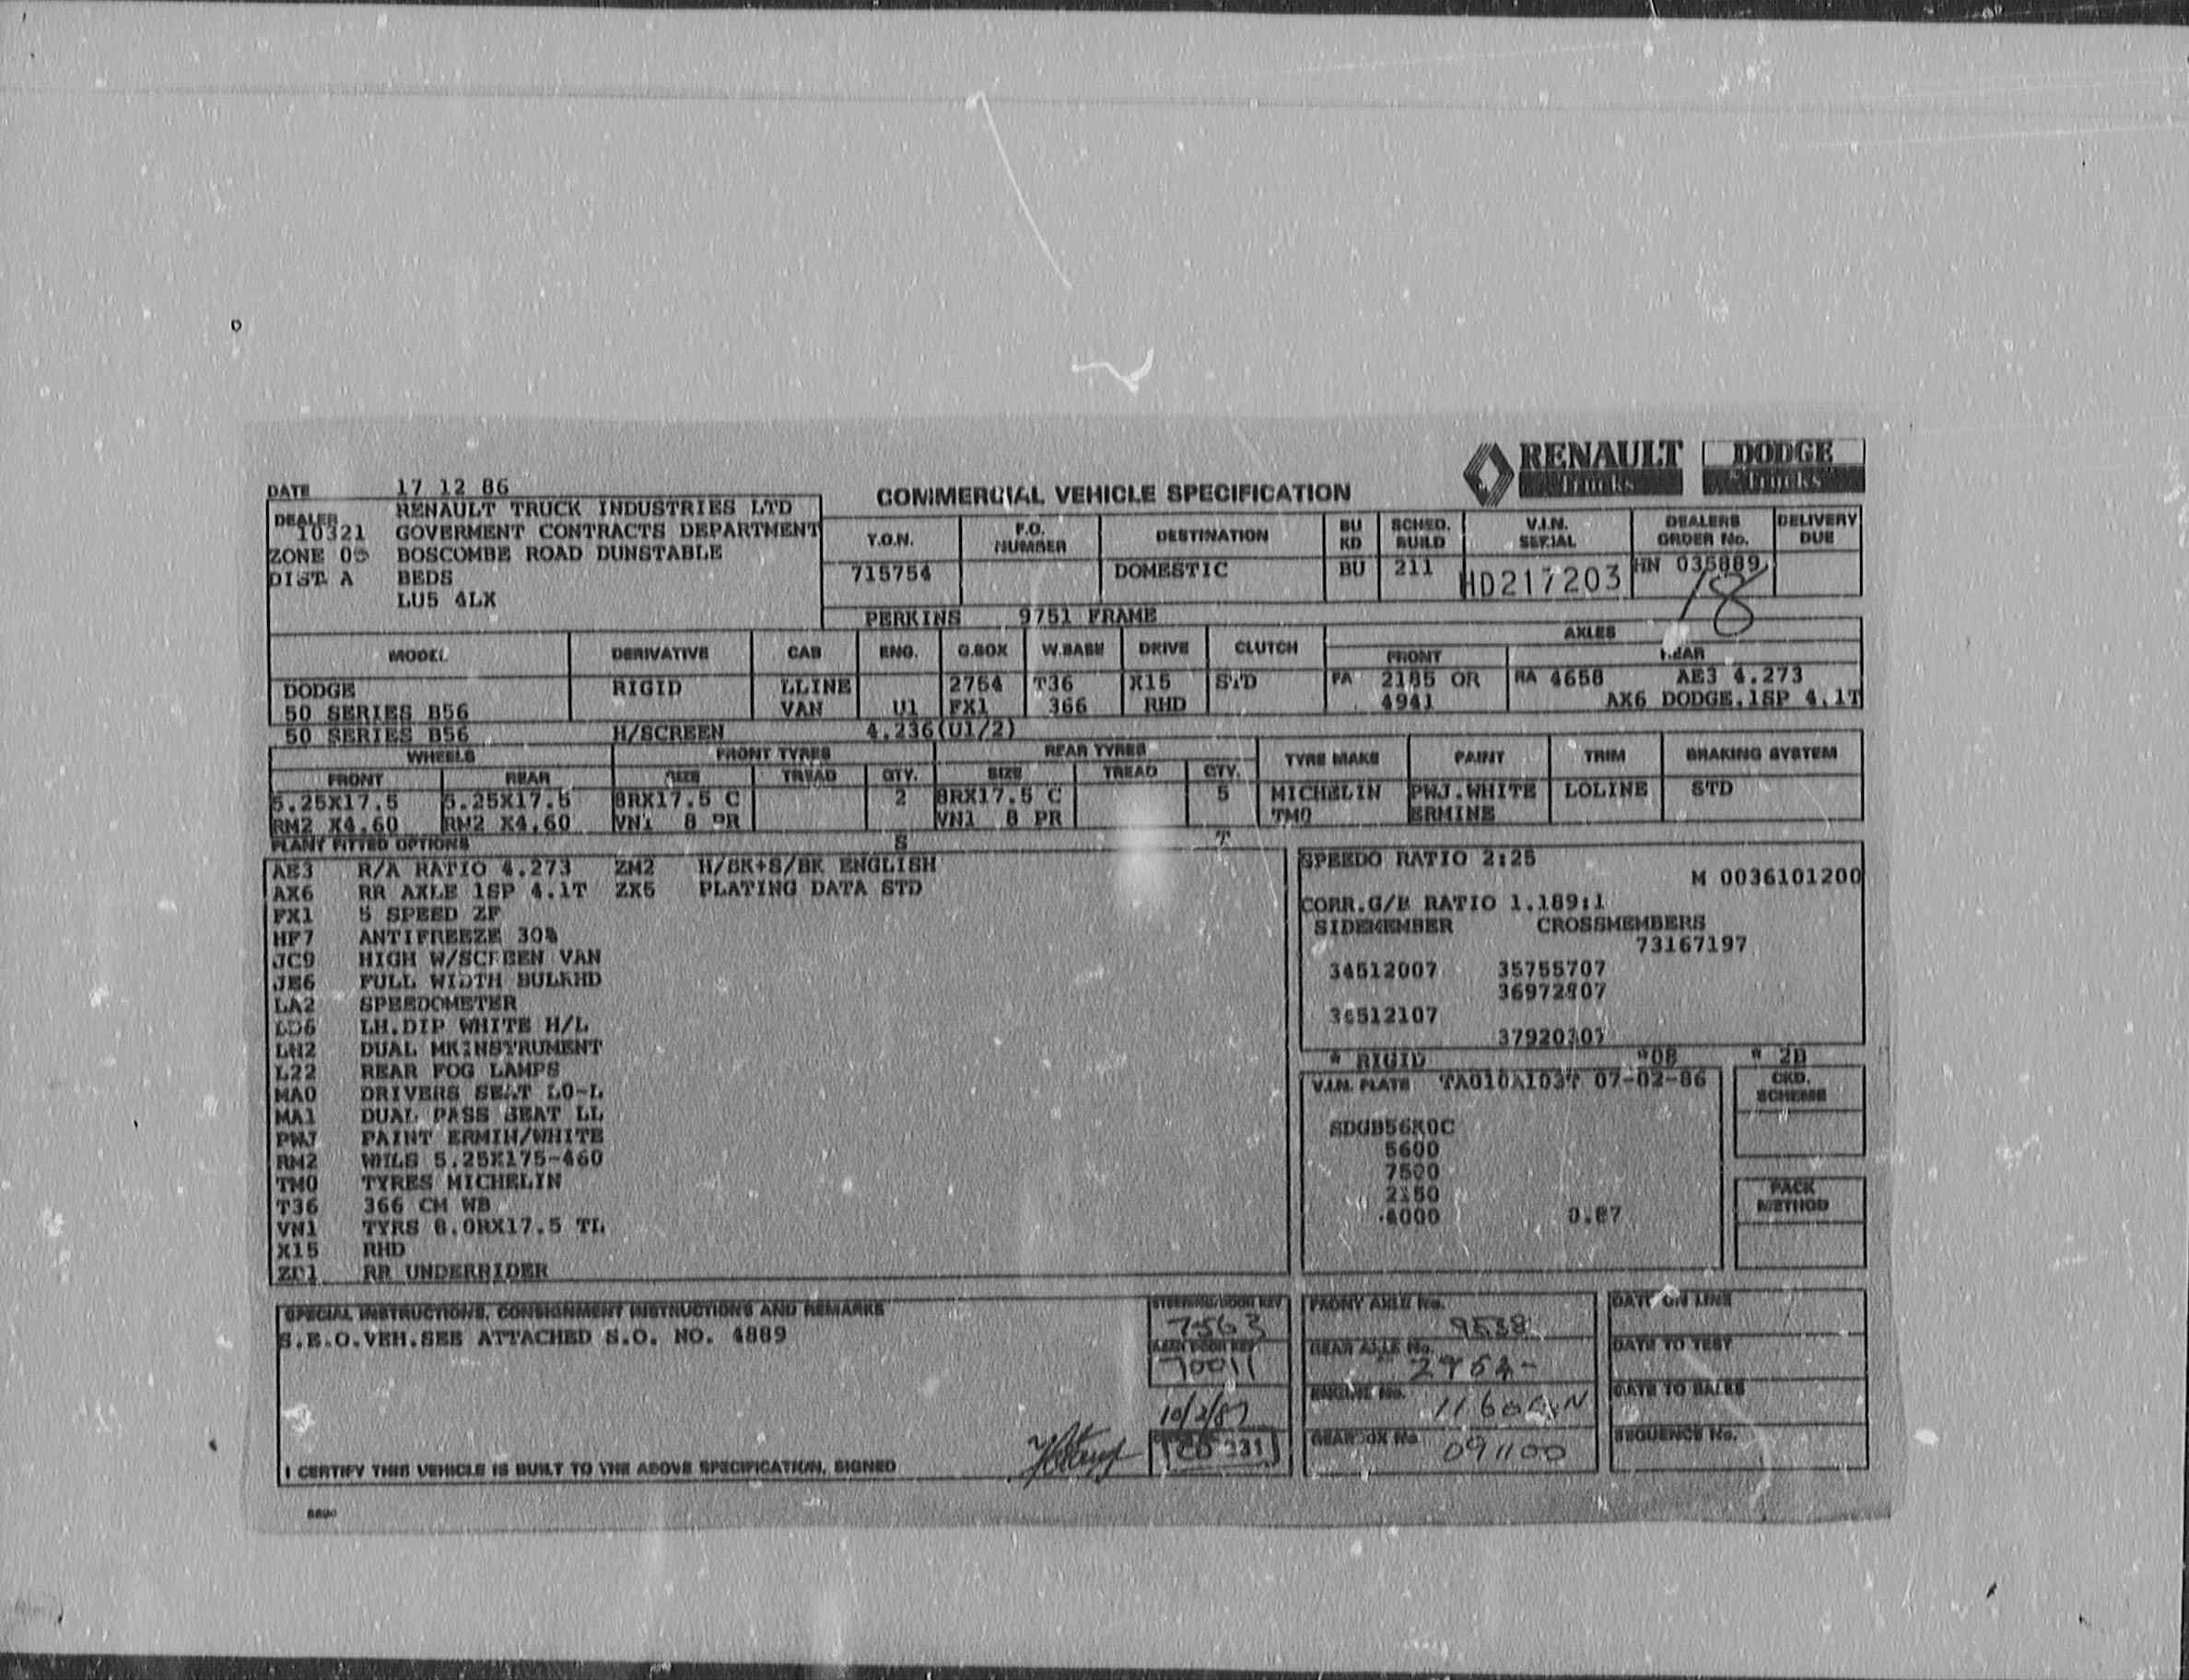 RENAULT Trucks DODGE Trucks
DATE 17 12 86
COMMERCIAL VEHICLE SPECIFICATION
DEALER RENAULT TRUCK INDUSTRIES LTD
10321 GOVERMENT CONTRACTS DEPARTMENT
ZONE BOSCOMBE ROAD DUNSTABLE
DIST. A BEDS
LU5 4LX
T.O.N. P.O. NUMBER DESTINATION BU KD SCHED. BUILD V.I.N. SERIAL DEALERS ORDER No. DELIVERY DUE
715754 DOMESTIC BU 211 HD217203 HN 035889
18
PERKINS 9751 FRAME
MODEL DERIVATIVE CAB ENG. G.BOX W.BASE DRIVE CLUTCH AXLES FRONT REAR
DODGE RIGID LLINE 2754 T36 X15 STD FA 2185 OR RA 4658 AE3 4.273
50 SERIES B56 VAN U1 FX1 366 RHD 4941 AX6 DODGE.1SP 4.1T
50 SERIES B56 H/SCREEN 4.236(U1/2)
WHEELS FRONT TYRES REAR TYRES TYRE MAKE PAINT TRIM BRAKING SYSTEM
FRONT REAR SIZE TREAD QTY. SIZE TREAD QTY.
5.25X17.5 5.25X17.5 8RX17.5 C 2 8RX17.5 C 5 MICHELIN PWJ.WHITE LOLINE STD
RM2 X4.60 RM2 X4.60 VN1 8 PR VN1 8 PR TM0 ERMINE
PLANT FITTED OPTIONS S T
AE3 R/A RATIO 4.273 ZM2 H/BK+S/BK ENGLISH
AX6 RR AXLE 1SP 4.1T ZX5 PLATING DATA STD
FX1 5 SPEED ZF
HF7 ANTIFREEZE 30%
JC9 HIGH W/SCREEN VAN
JE6 FULL WIDTH BULKHD
LA2 SPEEDOMETER
LD6 LH.DIP WHITE H/L
LH2 DUAL MKINSTRUMENT
L22 REAR FOG LAMPS
MA0 DRIVERS SEAT LO-L
MA1 DUAL PASS SEAT LL
PWJ PAINT ERMIN/WHITE
RM2 WHLS 5.25X175-460
TM0 TYRES MICHELIN
T36 366 CM WB
VN1 TYRS 8.0RX17.5 TL
X15 RHD
RR UNDERRIDER
SPEEDO RATIO 2:25
M 0036101200
CORR.G/B RATIO 1.189:1
SIDEMEMBER CROSSMEMBERS
73167197
34512007 35755707
34512107
* RIGID *08 * 2B
V.I.N. PLATE TA010A103T 07-02-86
CKD. SCHEME
5600
7500
4000 0.87
PACK METHOD
SPECIAL INSTRUCTIONS, CONSIGNMENT INSTRUCTIONS AND REMARKS
S.E.O.VEH.SEE ATTACHED S.O. NO. 4889
I CERTIFY THIS VEHICLE IS BUILT TO THE ABOVE SPECIFICATION, SIGNED
STEERING/DOOR KEY 7563
REAR DOOR KEY 70011
10/2/87
FRONT AXLE No. 9538
REAR AXLE No.
ENGINE No.
GEARBOX No. 091100
DATE ON LINE
DATE TO TEST
DATE TO SALES
SEQUENCE No.